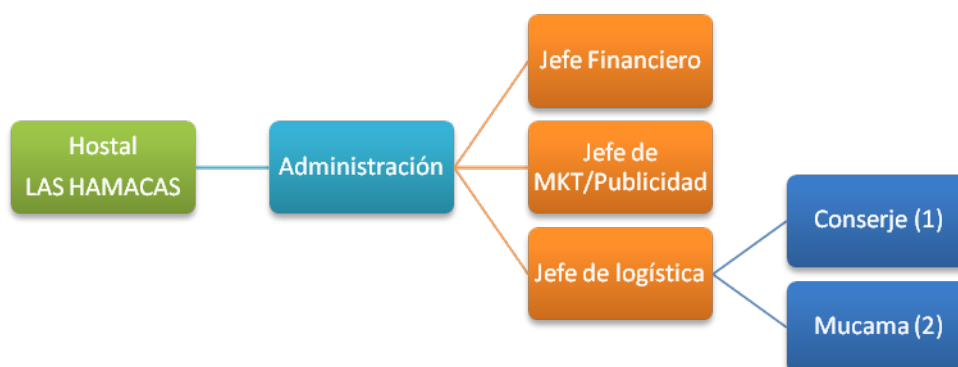 Hostal
LAS HAMACAS
Administración
Jefe Financiero
Jefe de
MKT/Publicidad
Jefe de logística
Conserje (1)
Mucama (2)